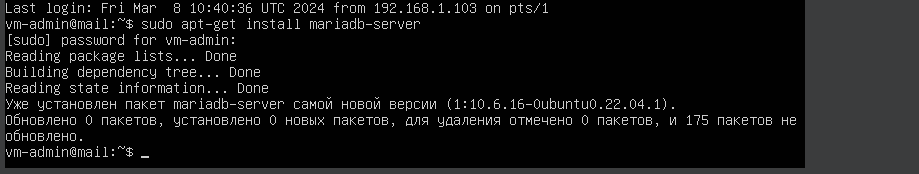 Last login: Fri Mar  8 10:40:36 UTC 2024 from 192.168.1.103 on pts/1
vm-admin@mail:~$ sudo apt-get install mariadb-server
[sudo] password for vm-admin:
Reading package lists... Done
Building dependency tree... Done
Reading state information... Done
Уже установлен пакет mariadb-server самой новой версии (1:10.6.16-0ubuntu0.22.04.1).
Обновлено 0 пакетов, установлено 0 новых пакетов, для удаления отмечено 0 пакетов, и 175 пакетов не
обновлено.
vm-admin@mail:~$ _